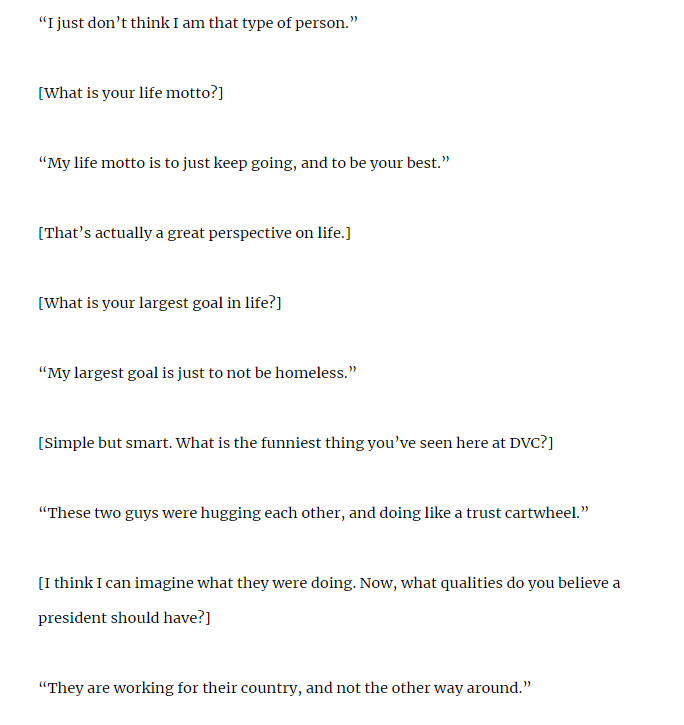 “I just don’t think I am that type of person.”
[What is your life motto?]
“My life motto is to just keep going, and to be your best.”
[That’s actually a great perspective on life.]
[What is your largest goal in life?]
“My largest goal is just to not be homeless.”
[Simple but smart. What is the funniest thing you’ve seen here at DVC?]
“These two guys were hugging each other, and doing like a trust cartwheel.”
[I think I can imagine what they were doing. Now, what qualities do you believe a
president should have?]
“They are working for their country, and not the other way around.”